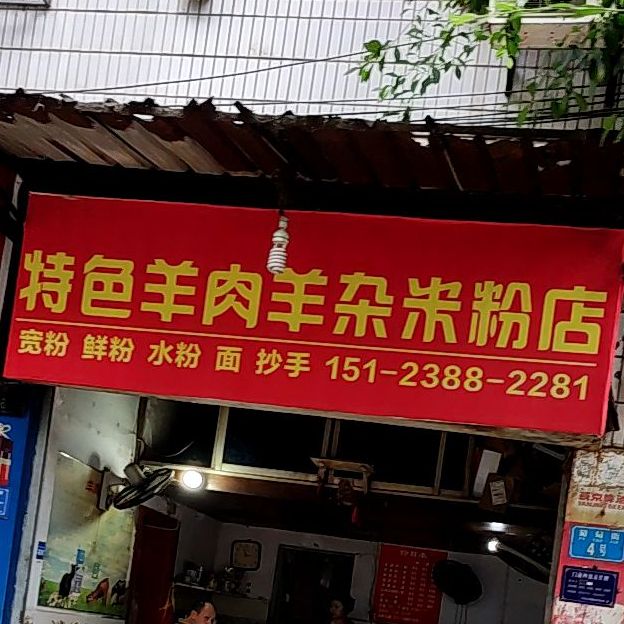 特色羊肉羊杂米粉店
宽粉 鲜粉 水粉 面 抄手 151-2388-2281
4号